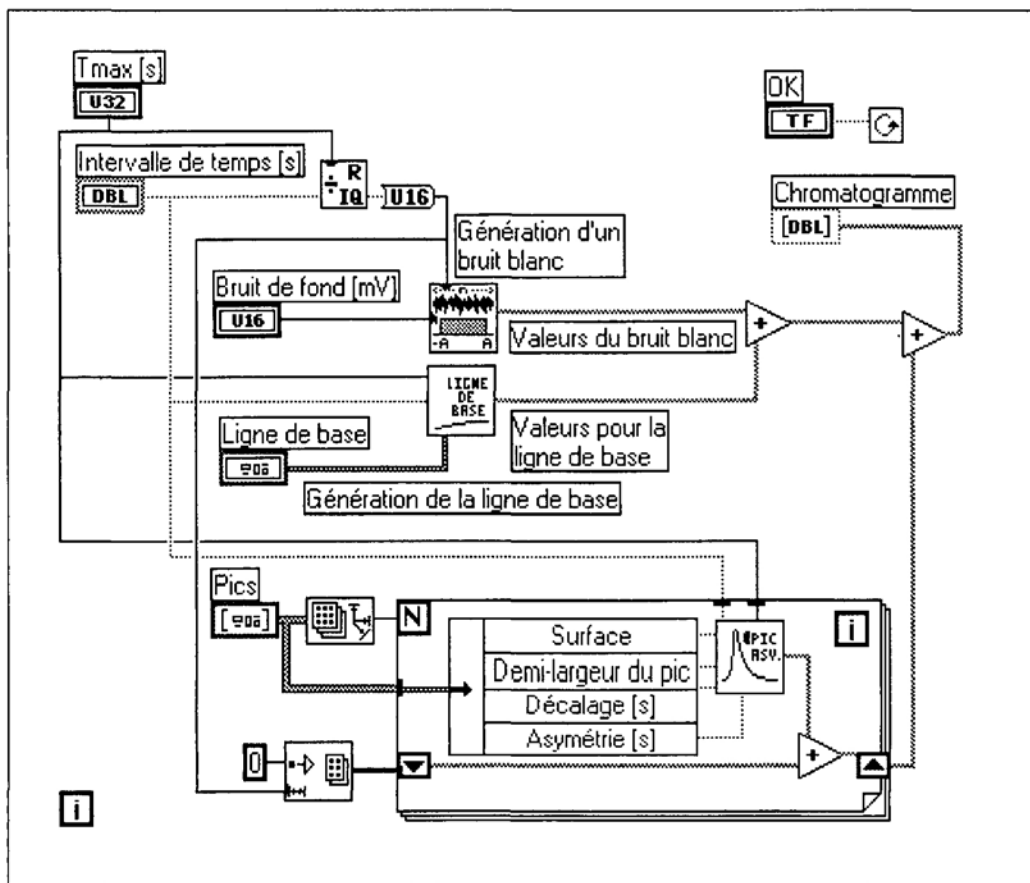 Tmax [s]
U32
OK
TF
Intervalle de temps [s]
DBL
R
IQ
U16
Chromatogramme
[DBL]
Génération d'un
bruit blanc
Bruit de fond [mV]
U16
-A A
Valeurs du bruit blanc
+
+
LIGNE
DE
BASE
Ligne de base
Valeurs pour la
ligne de base
Génération de la ligne de base
Pics
N
i
Surface
PIC
ASY.
Demi-largeur du pic
Décalage [s]
Asymétrie [s]
+
0
i